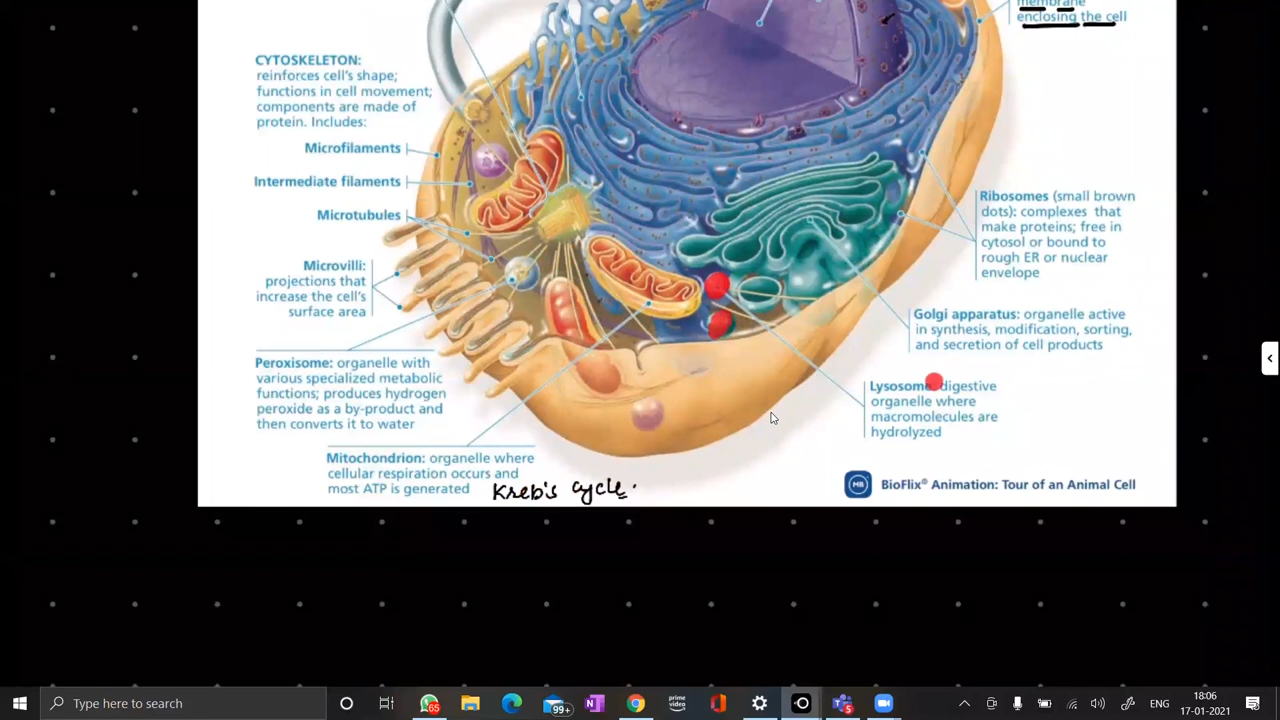 membrane
enclosing the cell
CYTOSKELETON:
reinforces cell's shape;
functions in cell movement;
components are made of
protein. Includes:
Microfilaments
Intermediate filaments
Microtubules
Microvilli:
projections that
increase the cell's
surface area
Peroxisome: organelle with
various specialized metabolic
functions; produces hydrogen
peroxide as a by-product and
then converts it to water
Mitochondrion: organelle where
cellular respiration occurs and
most ATP is generated
Kreb's cycle.
Ribosomes (small brown
dots): complexes that
make proteins; free in
cytosol or bound to
rough ER or nuclear
envelope
Golgi apparatus: organelle active
in synthesis, modification, sorting,
and secretion of cell products
Lysosome: digestive
organelle where
macromolecules are
hydrolyzed
MB
BioFlix® Animation: Tour of an Animal Cell
Type here to search
65
99+
prime
video
5
ENG
18:06
17-01-2021